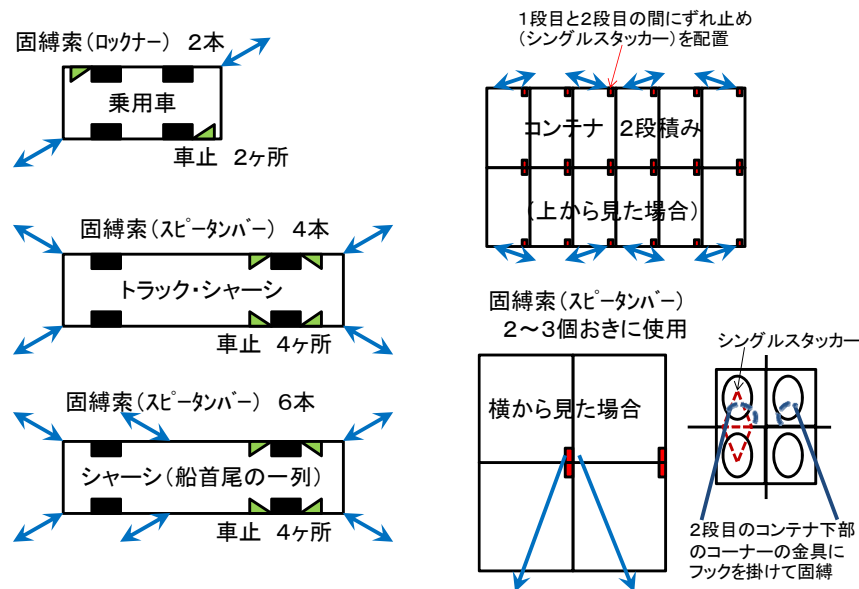 固縛索(ロックナー) 2本
乗用車
車止 2ヶ所
固縛索(スピータンバー) 4本
トラック・シャーシ
車止 4ヶ所
固縛索(スピータンバー) 6本
シャーシ(船首尾の一列)
車止 4ヶ所
1段目と2段目の間にずれ止め
(シングルスタッカー)を配置
コンテナ 2段積み
(上から見た場合)
固縛索(スピータンバー)
2~3個おきに使用
横から見た場合
シングルスタッカー
2段目のコンテナ下部
のコーナーの金具に
フックを掛けて固縛